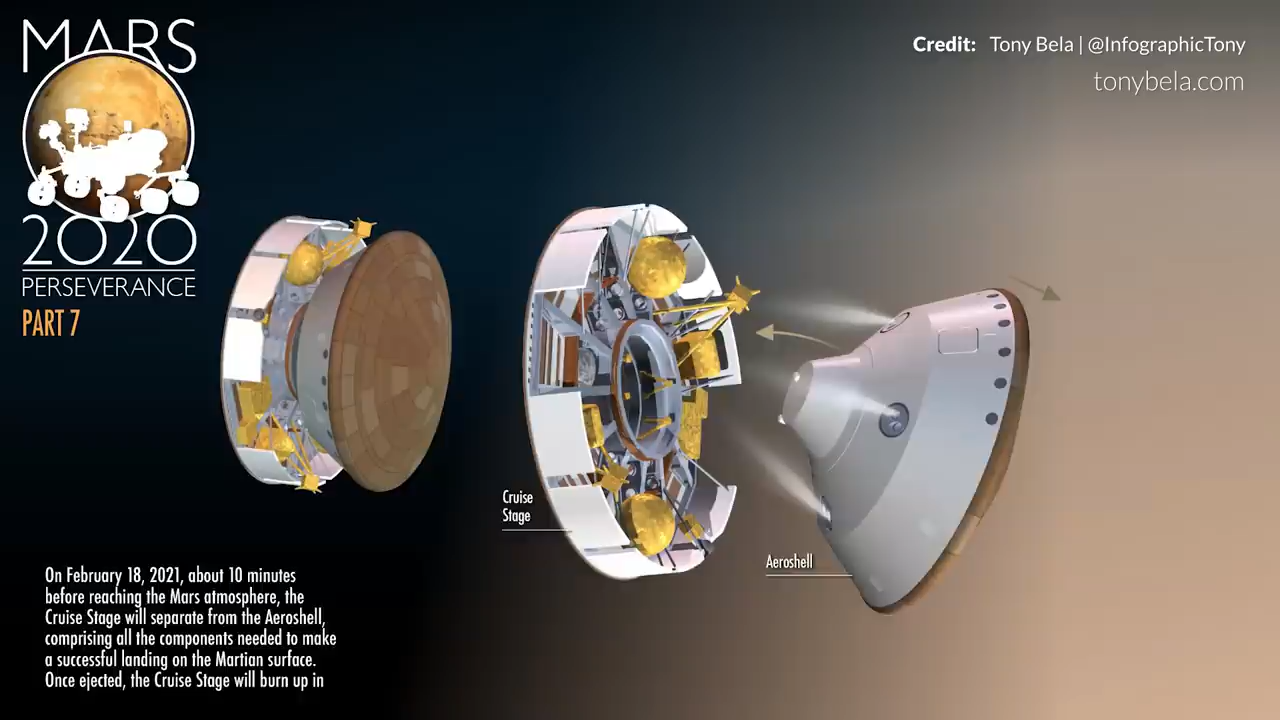 MARS
2020
PERSEVERANCE
PART 7
Credit: Tony Bela | @InfographicTony
tonybela.com
Cruise
Stage
Aeroshell
On February 18, 2021, about 10 minutes
before reaching the Mars atmosphere, the
Cruise Stage will separate from the Aeroshell,
comprising all the components needed to make
a successful landing on the Martian surface.
Once ejected, the Cruise Stage will burn up in